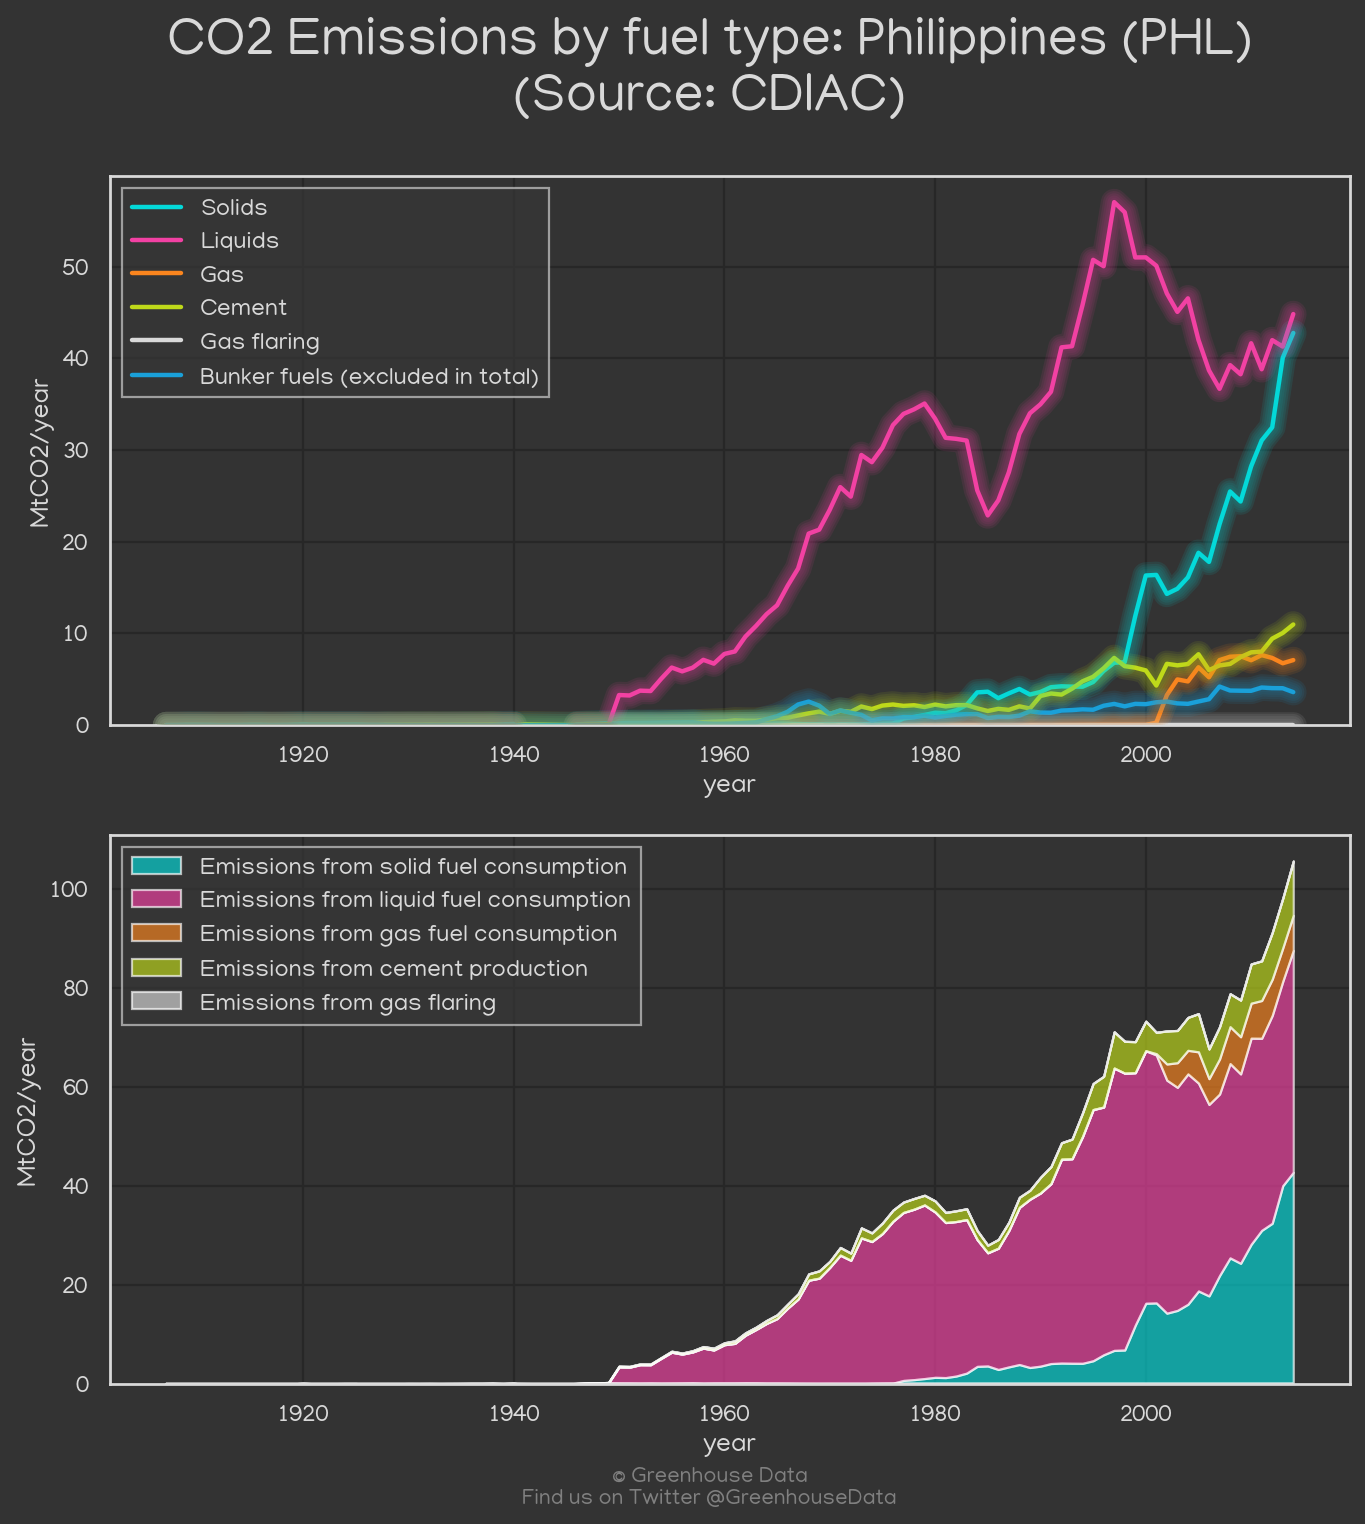 CO2 Emissions by fuel type: Philippines (PHL)
(Source: CDIAC)
Solids
Liquids
Gas
Cement
Gas flaring
Bunker fuels (excluded in total)
MtCO2/year
50
40
30
20
10
0
1920 1940 1960 1980 2000
year
Emissions from solid fuel consumption
Emissions from liquid fuel consumption
Emissions from gas fuel consumption
Emissions from cement production
Emissions from gas flaring
MtCO2/year
100
80
60
40
20
0
1920 1940 1960 1980 2000
year
© Greenhouse Data
Find us on Twitter @GreenhouseData